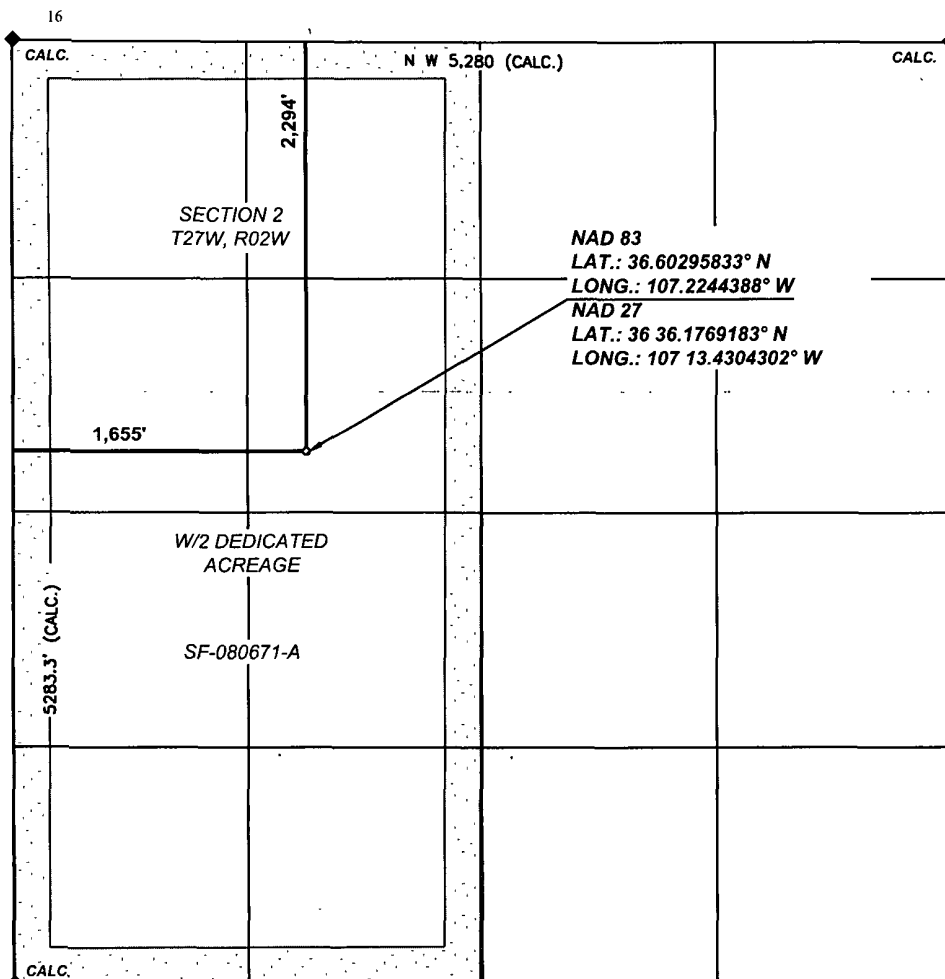 16
CALC.
N W 5,280 (CALC.)
CALC.
2,294'
SECTION 2
T27W, R02W
NAD 83
LAT.: 36.60295833° N
LONG.: 107.2244388° W
NAD 27
LAT.: 36 36.1769183° N
LONG.: 107 13.4304302° W
1,655'
W/2 DEDICATED
ACREAGE
5283.3' (CALC.)
SF-080671-A
CALC.